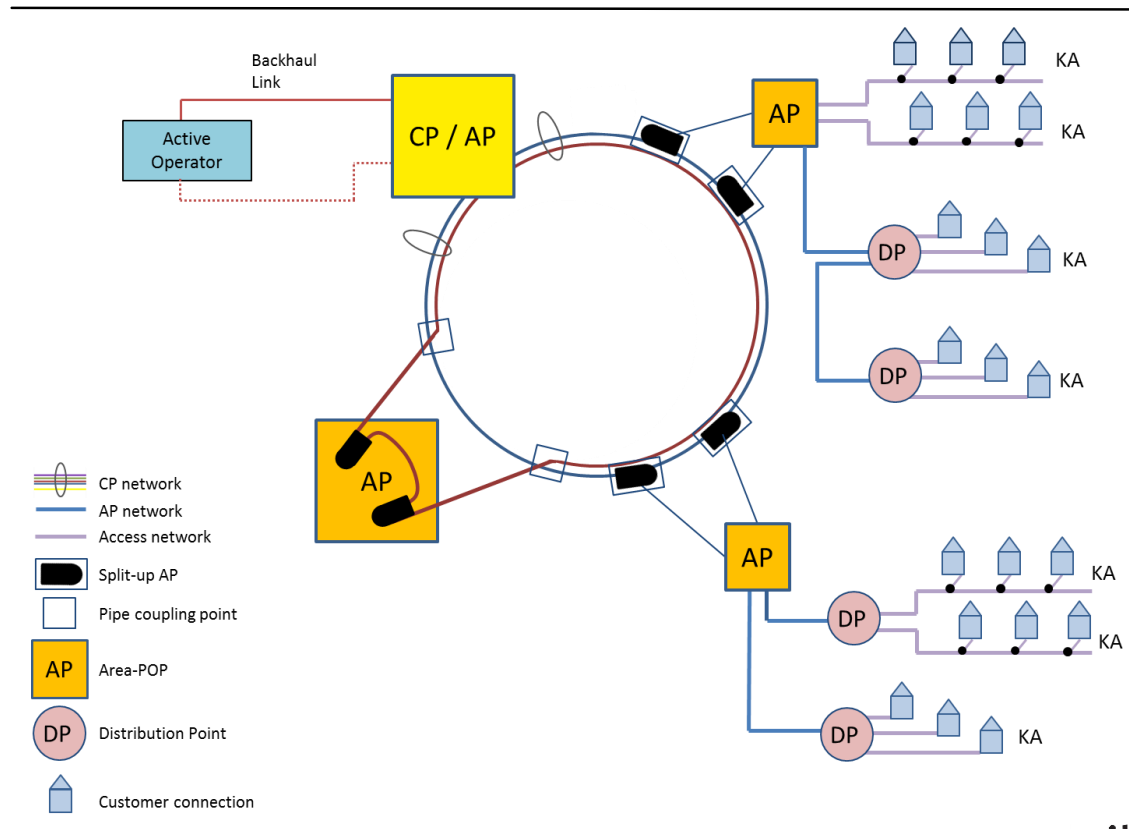 Backhaul
Link
Active
Operator
CP / AP
AP
KA
KA
DP
KA
DP
KA
AP
AP
DP
KA
KA
DP
KA
CP network
AP network
Access network
Split-up AP
Pipe coupling point
AP
Area-POP
DP
Distribution Point
Customer connection